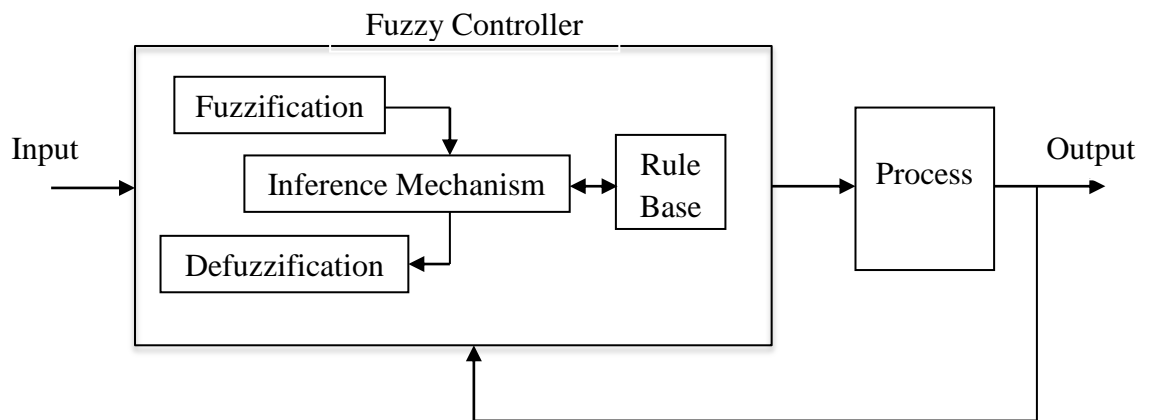 Fuzzy Controller
Fuzzification
Input
Inference Mechanism
Rule
Base
Defuzzification
Process
Output